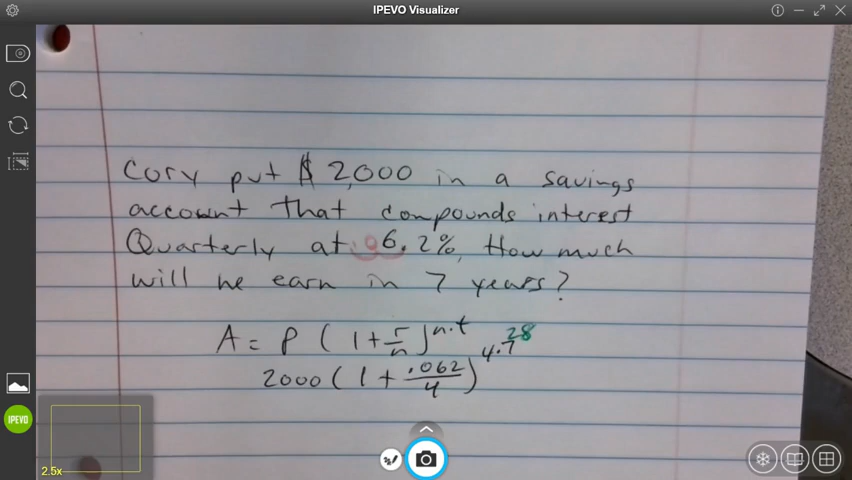 IPEVO Visualizer
Cory put $ 2,000 in a savings
account that compounds interest
Quarterly at .06.2%, How much
will he earn in 7 years?
A = P ( 1 + r/n )^n·t
2000 ( 1 + .062/4 )^4·7 28
IPEVO
2.5x